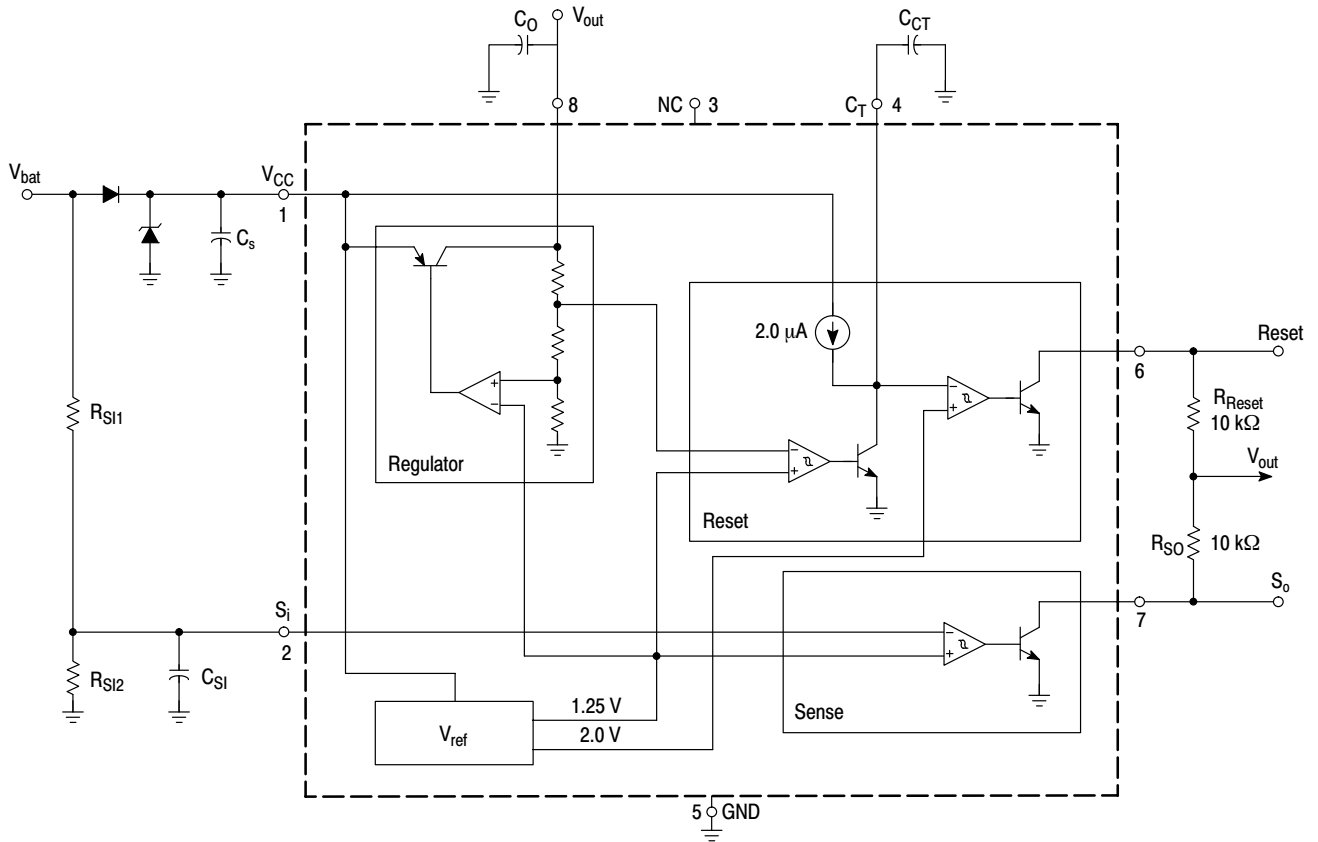 C_O
V_out
C_CT
8
NC 3
C_T 4
V_bat
V_CC
1
C_s
2.0 µA
Reset
6
R_SI1
R_Reset
10 kΩ
+
−
−
+
Regulator
−
+
V_out
Reset
R_SO 10 kΩ
S_i
S_o
2
7
−
+
R_SI2
C_SI
1.25 V
V_ref
2.0 V
Sense
5 GND